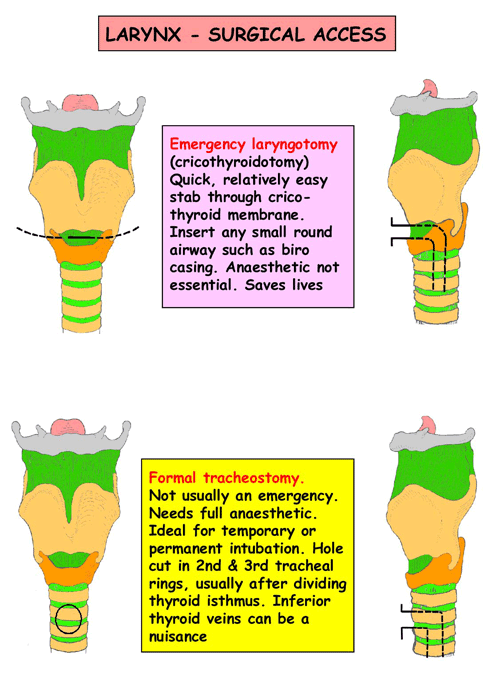 LARYNX - SURGICAL ACCESS
Emergency laryngotomy
(cricothyroidotomy)
Quick, relatively easy
stab through crico-
thyroid membrane.
Insert any small round
airway such as biro
casing. Anaesthetic not
essential. Saves lives
Formal tracheostomy.
Not usually an emergency.
Needs full anaesthetic.
Ideal for temporary or
permanent intubation. Hole
cut in 2nd & 3rd tracheal
rings, usually after dividing
thyroid isthmus. Inferior
thyroid veins can be a
nuisance